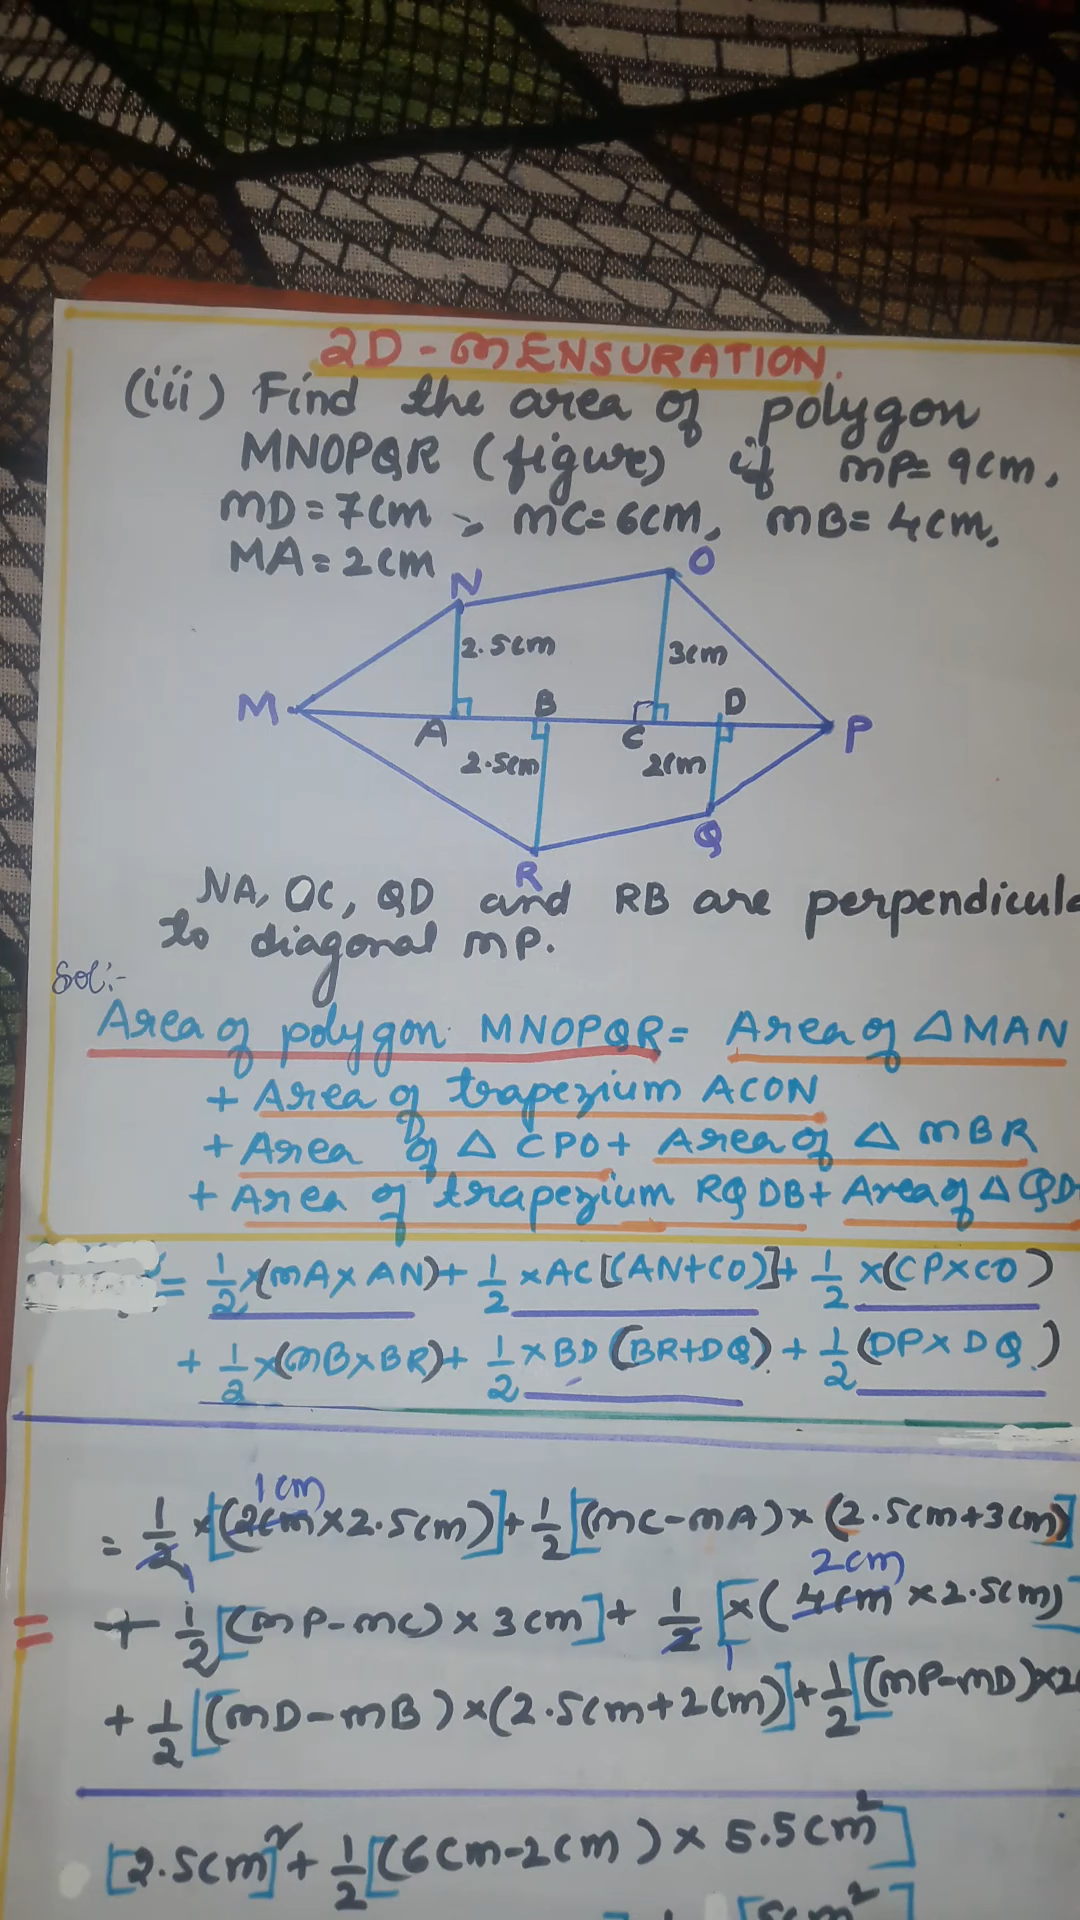 2D-MENSURATION.
(iii) Find the area of polygon
MNOPQR (figure) if MP=9cm,
MD=7cm, MC=6cm, MB=4cm,
MA=2cm
N O
2.5cm 3cm
M A B C D P
2.5cm 2cm
Q
R
NA, OC, QD and RB are perpendicula
to diagonal MP.
Sol:-
Area of polygon MNOPQR= Area of △MAN
+ Area of trapezium ACON
+ Area of △ CPO+ Area of △ MBR
+ Area of trapezium RQDB+ Area of △QD
= 1/2 ×(MA×AN)+ 1/2 ×AC[(AN+CO)]+ 1/2 ×(CP×CO)
+ 1/2 ×(MB×BR)+ 1/2 ×BD (BR+DQ) + 1/2 (DP×DQ)
1cm
= 1/2 ×[(2cm×2.5cm)]+ 1/2 [(MC-MA)× (2.5cm+3cm)]
1 2cm
= + 1/2 [(MP-MC)×3cm]+ 1/2 [×(4cm×2.5cm)]
1
+ 1/2 [(MD-MB)×(2.5cm+2cm)]+ 1/2 [(MP-MD)×2
[2.5cm²+ 1/2 [(6cm-2cm)× 5.5cm²]
[5cm²]